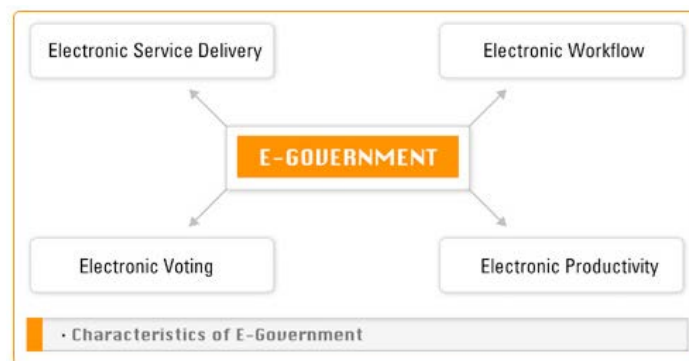 Electronic Service Delivery
Electronic Workflow
E-GOVERNMENT
Electronic Voting
Electronic Productivity
· Characteristics of E-Government